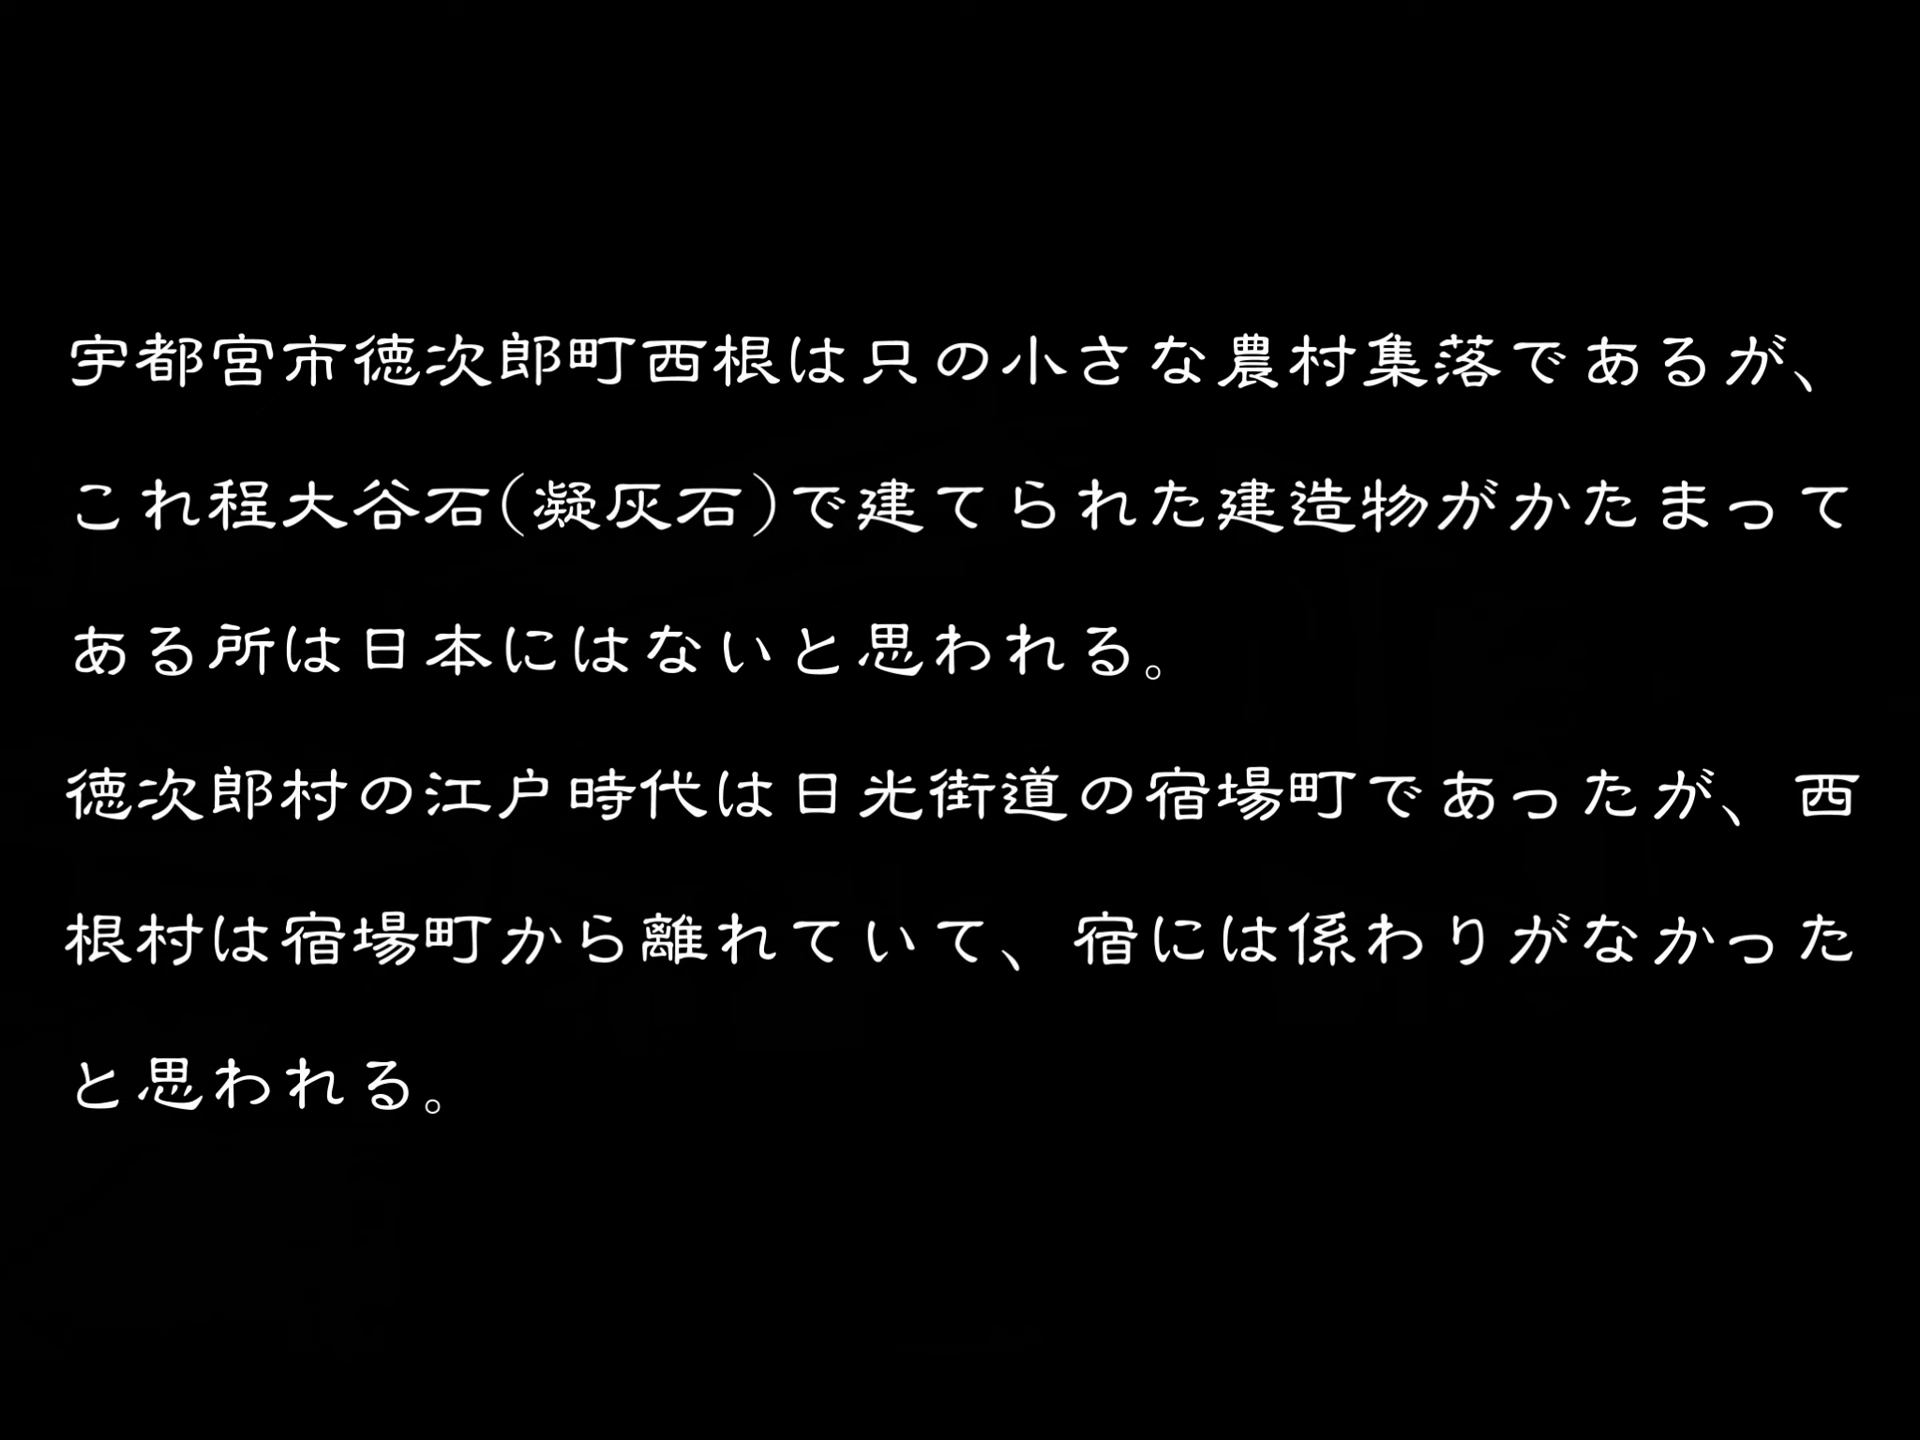 宇都宮市徳次郎町西根は只の小さな農村集落であるが、
これ程大谷石(凝灰石)で建てられた建造物がかたまって
ある所は日本にはないと思われる。
徳次郎村の江戸時代は日光街道の宿場町であったが、西
根村は宿場町から離れていて、宿には係わりがなかった
と思われる。